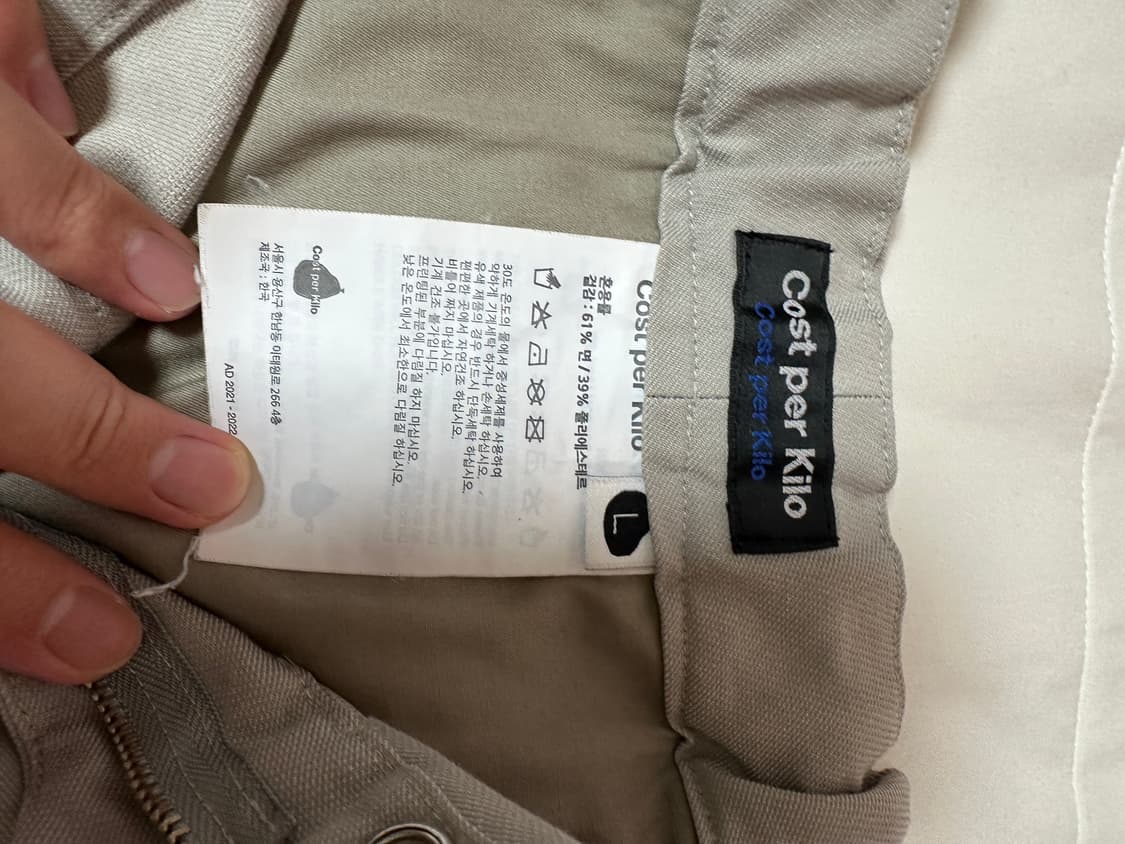 Cost per Kilo
Cost per Kilo
Cost per Kilo
L
혼용률
겉감 : 61% 면 / 39% 폴리에스테르
30도 온도의 물에서 중성세제를 사용하여
약하게 기계세탁 하거나 손세탁 하십시오.
유색 제품의 경우 반드시 단독세탁 하십시오.
편편한 곳에서 자연건조 하십시오.
비틀어 짜지 마십시오.
기계 건조 불가입니다.
프린팅된 부분에 다림질 하지 마십시오.
낮은 온도에서 최소한으로 다림질 하십시오.
Cost per Kilo
서울시 용산구 한남동 이태원로 266 4층
제조국 : 한국
AD 2021 - 2022